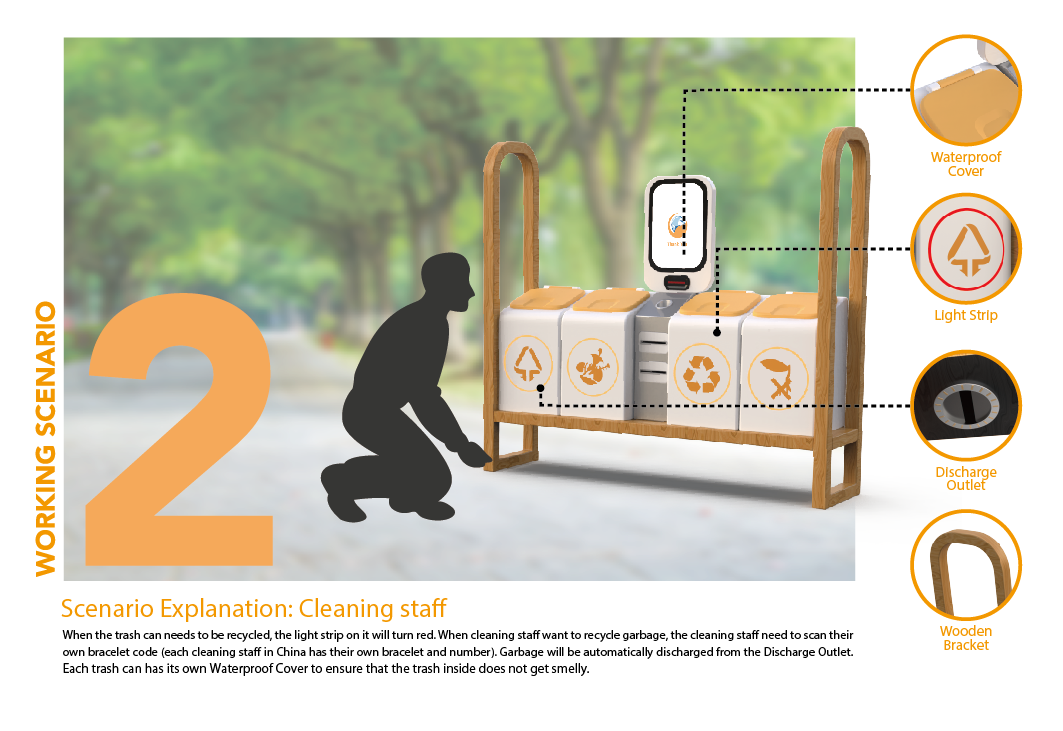 WORKING SCENARIO
2
Waterproof
Cover
Light Strip
Discharge
Outlet
Wooden
Bracket
Scenario Explanation: Cleaning staff
When the trash can needs to be recycled, the light strip on it will turn red. When cleaning staff want to recycle garbage, the cleaning staff need to scan their
own bracelet code (each cleaning staff in China has their own bracelet and number). Garbage will be automatically discharged from the Discharge Outlet.
Each trash can has its own Waterproof Cover to ensure that the trash inside does not get smelly.